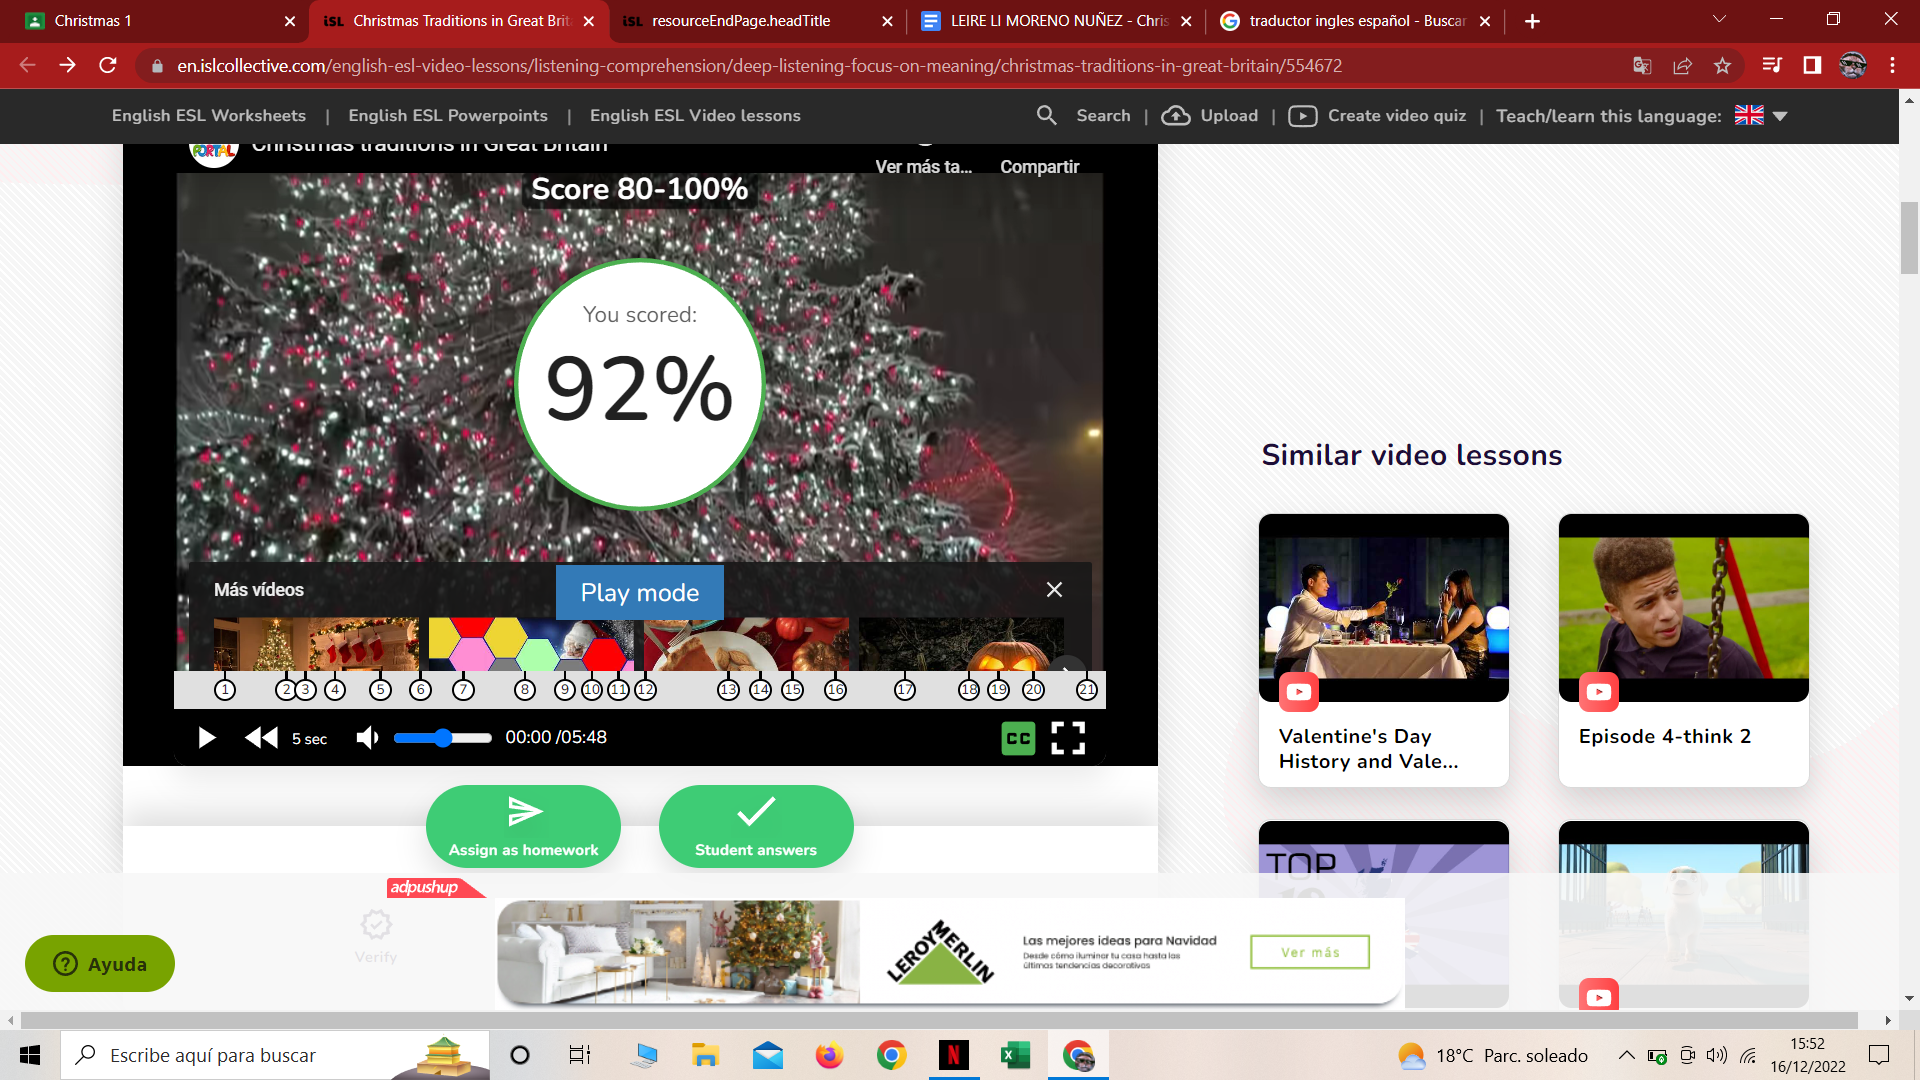 Christmas 1
iSL Christmas Traditions in Great Brit
iSL resourceEndPage.headTitle
LEIRE LI MORENO NUÑEZ - Chris
traductor ingles español - Buscar
en.islcollective.com/english-esl-video-lessons/listening-comprehension/deep-listening-focus-on-meaning/christmas-traditions-in-great-britain/554672
English ESL Worksheets | English ESL Powerpoints | English ESL Video lessons
Search | Upload | Create video quiz | Teach/learn this language:
PORTAL
Christmas traditions in Great Britain
Ver más ta...
Compartir
Score 80-100%
You scored:
92%
Más vídeos
Play mode
1 2 3 4 5 6 7 8 9 10 11 12 13 14 15 16 17 18 19 20 21
5 sec
00:00 /05:48
CC
Assign as homework
Student answers
Similar video lessons
Valentine's Day
History and Vale...
Episode 4-think 2
TOP
10
adpushup
Verify
Ayuda
LEROY MERLIN
Las mejores ideas para Navidad
Desde cómo iluminar tu casa hasta las
últimas tendencias decorativas
Ver más
Escribe aquí para buscar
N
18°C Parc. soleado
15:52
16/12/2022